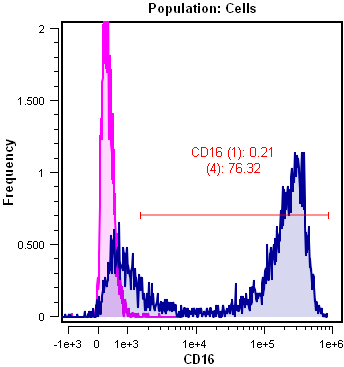 Population: Cells
2
1.500
1
0.500
0
Frequency
CD16 (1): 0.21
(4): 76.32
-1e+3 0 1e+3 1e+4 1e+5 1e+6
CD16